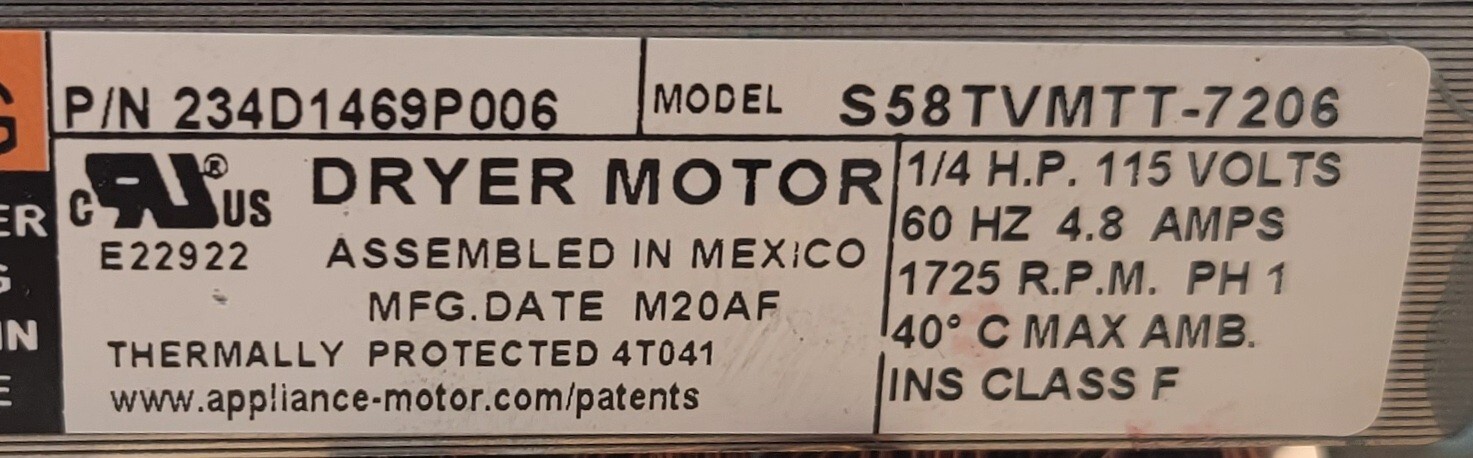 P/N 234D1469P006
MODEL S58TVMTT-7206
C UL® US
E22922
DRYER MOTOR
ASSEMBLED IN MEXICO
MFG.DATE M20AF
THERMALLY PROTECTED 4T041
www.appliance-motor.com/patents
1/4 H.P. 115 VOLTS
60 HZ 4.8 AMPS
1725 R.P.M. PH 1
40° C MAX AMB.
INS CLASS F